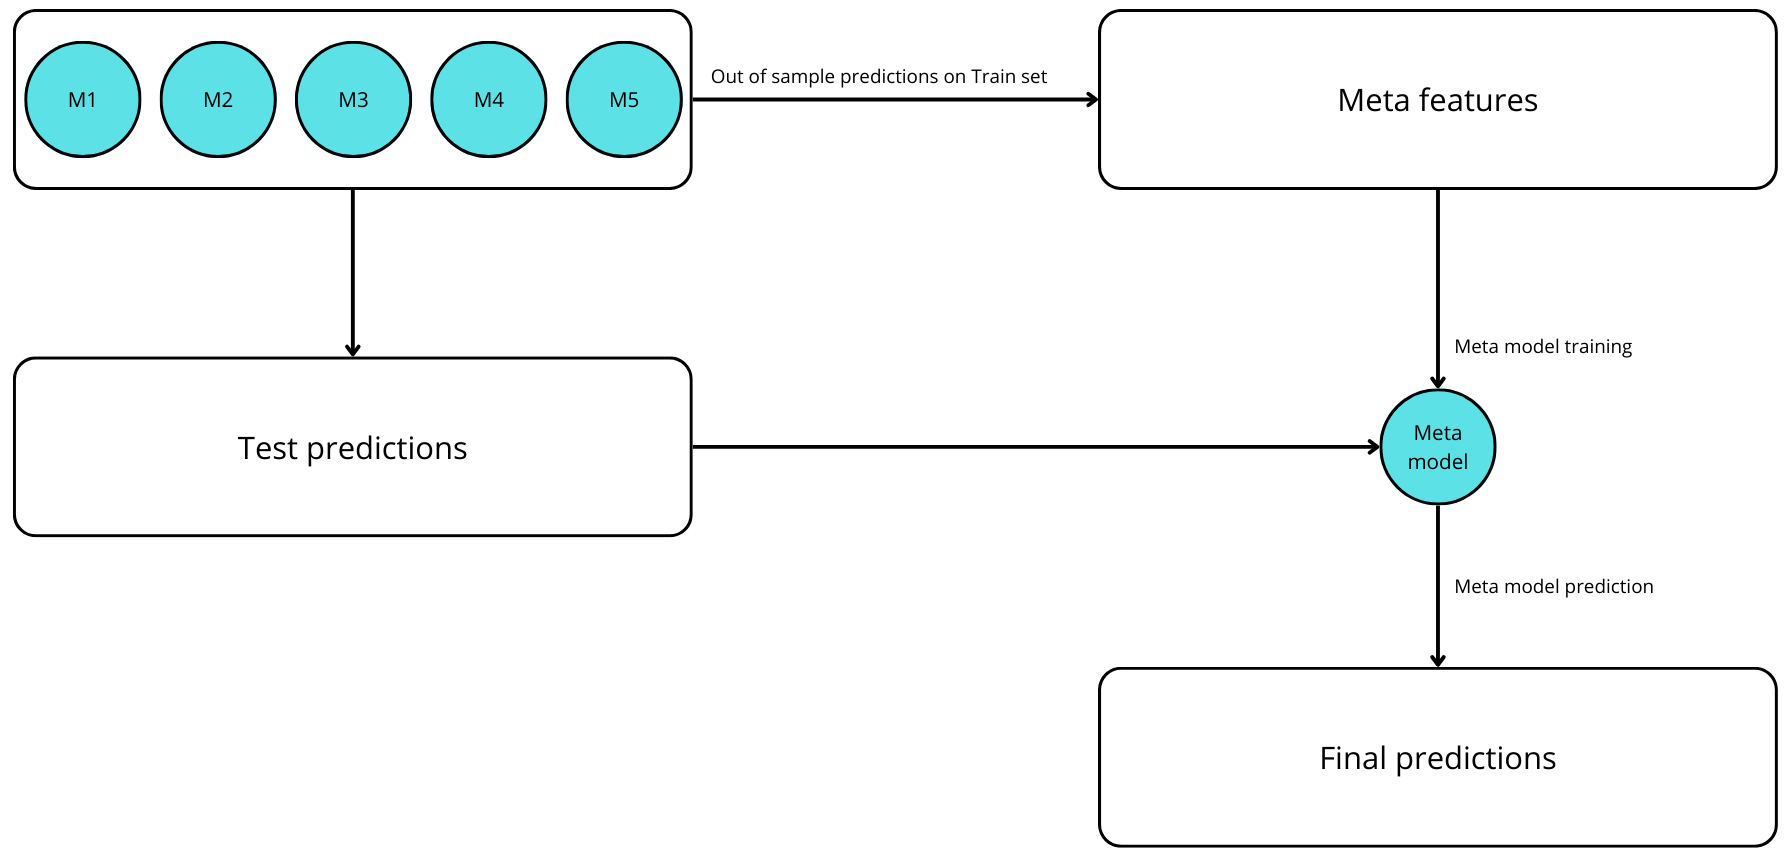 M1
M2
M3
M4
M5
Out of sample predictions on Train set
Meta features
Meta model training
Test predictions
Meta
model
Meta model prediction
Final predictions